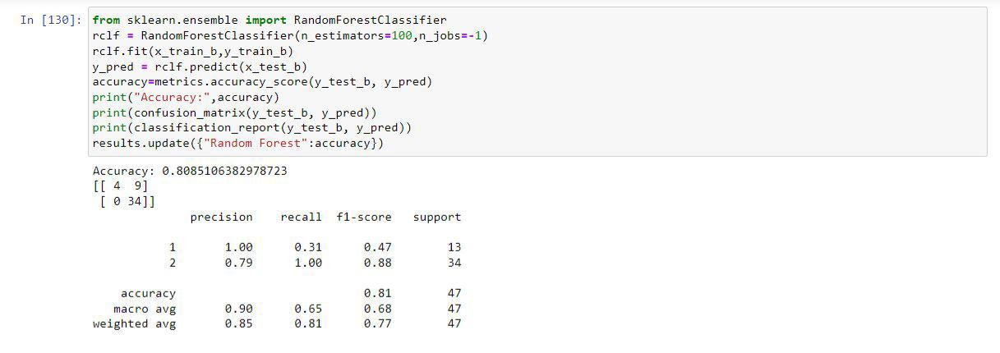 In [130]: from sklearn.ensemble import RandomForestClassifier
rclf = RandomForestClassifier(n_estimators=100,n_jobs=-1)
rclf.fit(x_train_b,y_train_b)
y_pred = rclf.predict(x_test_b)
accuracy=metrics.accuracy_score(y_test_b, y_pred)
print("Accuracy:",accuracy)
print(confusion_matrix(y_test_b, y_pred))
print(classification_report(y_test_b, y_pred))
results.update({"Random Forest":accuracy})
Accuracy: 0.8085106382978723
[[ 4  9]
 [ 0 34]]
precision recall f1-score support
1 1.00 0.31 0.47 13
2 0.79 1.00 0.88 34
accuracy 0.81 47
macro avg 0.90 0.65 0.68 47
weighted avg 0.85 0.81 0.77 47